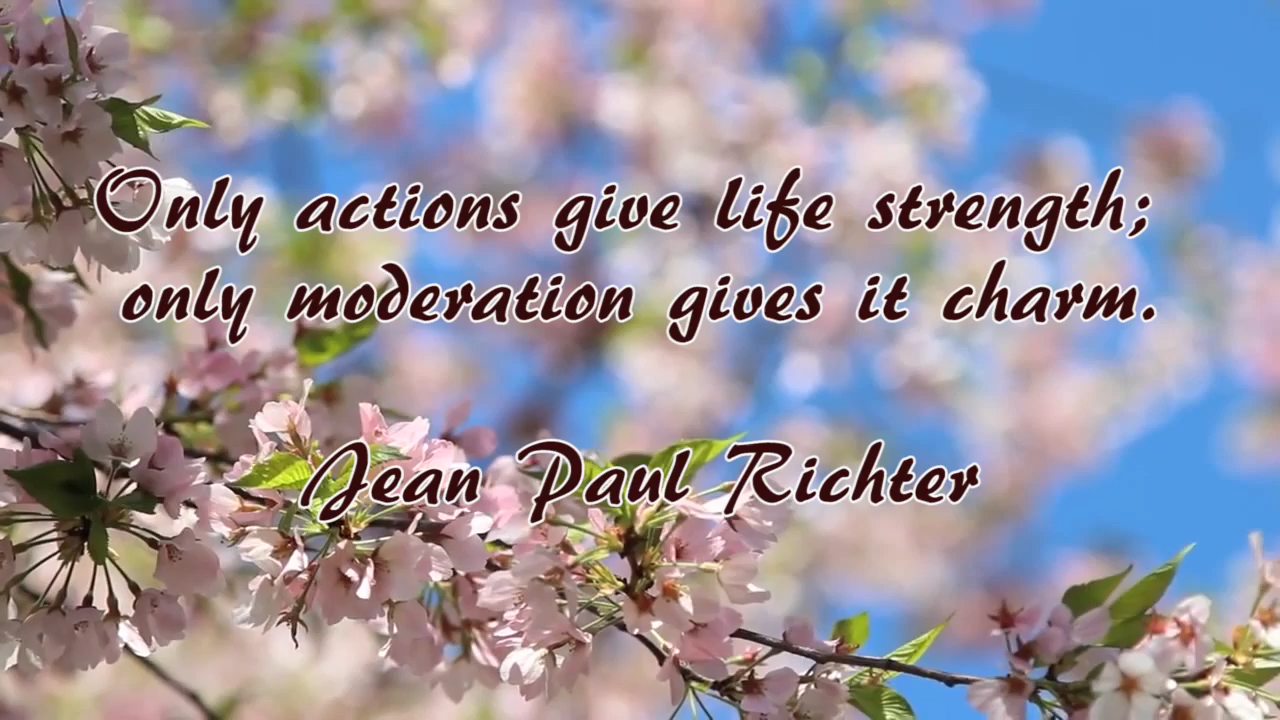 Only actions give life strength;
only moderation gives it charm.
Jean Paul Richter